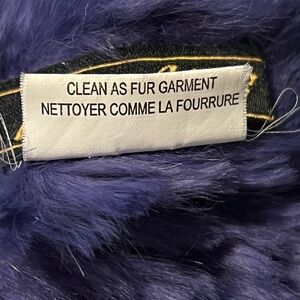 CLEAN AS FUR GARMENT
NETTOYER COMME LA FOURRURE